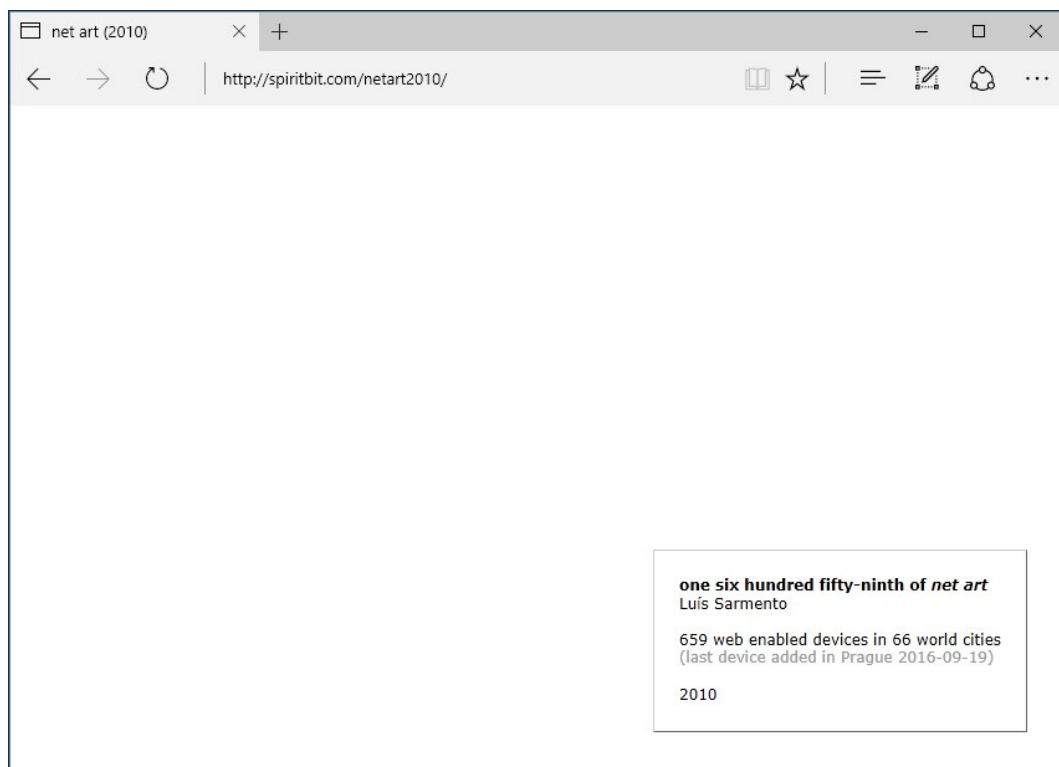 net art (2010)
http://spiritbit.com/netart2010/
one six hundred fifty-ninth of net art
Luís Sarmento
659 web enabled devices in 66 world cities
(last device added in Prague 2016-09-19)
2010